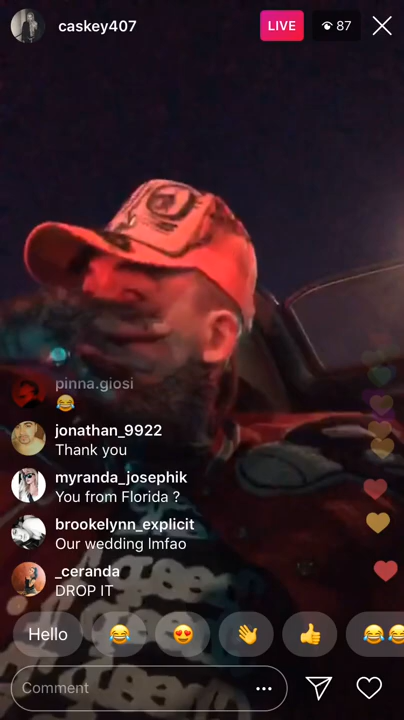 caskey407
LIVE
87
pinna.giosi
😂
jonathan_9922
Thank you
myranda_josephik
You from Florida ?
brookelynn_explicit
Our wedding lmfao
_ceranda
DROP IT
Hello 😂 😍 👋 👍 😂😂
Comment